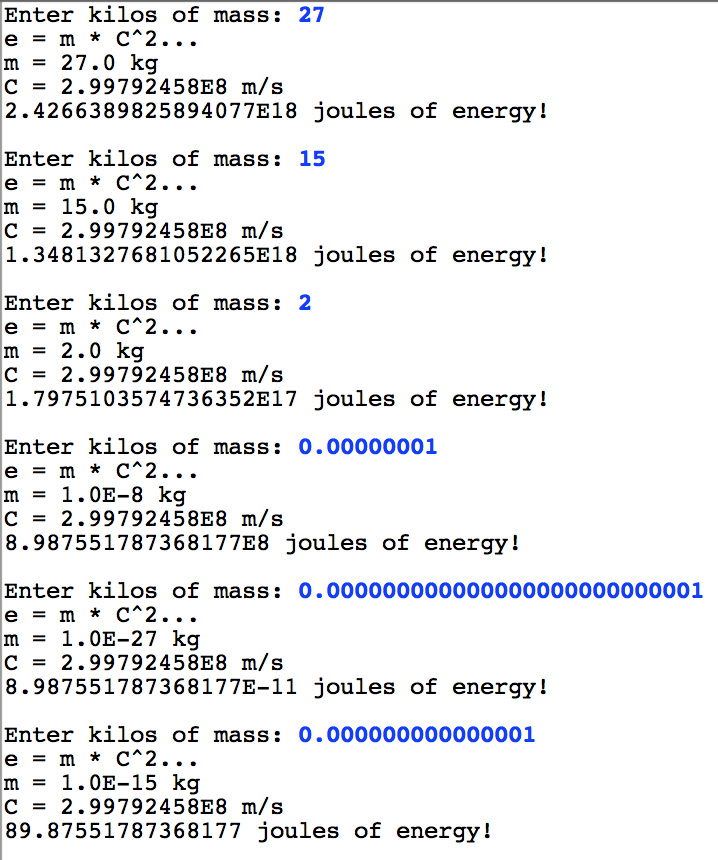 Enter kilos of mass: 27
e = m * C^2...
m = 27.0 kg
C = 2.99792458E8 m/s
2.4266389825894077E18 joules of energy!
Enter kilos of mass: 15
e = m * C^2...
m = 15.0 kg
C = 2.99792458E8 m/s
1.3481327681052265E18 joules of energy!
Enter kilos of mass: 2
e = m * C^2...
m = 2.0 kg
C = 2.99792458E8 m/s
1.7975103574736352E17 joules of energy!
Enter kilos of mass: 0.00000001
e = m * C^2...
m = 1.0E-8 kg
C = 2.99792458E8 m/s
8.987551787368177E8 joules of energy!
Enter kilos of mass: 0.000000000000000000000000001
e = m * C^2...
m = 1.0E-27 kg
C = 2.99792458E8 m/s
8.987551787368177E-11 joules of energy!
Enter kilos of mass: 0.000000000000001
e = m * C^2...
m = 1.0E-15 kg
C = 2.99792458E8 m/s
89.87551787368177 joules of energy!